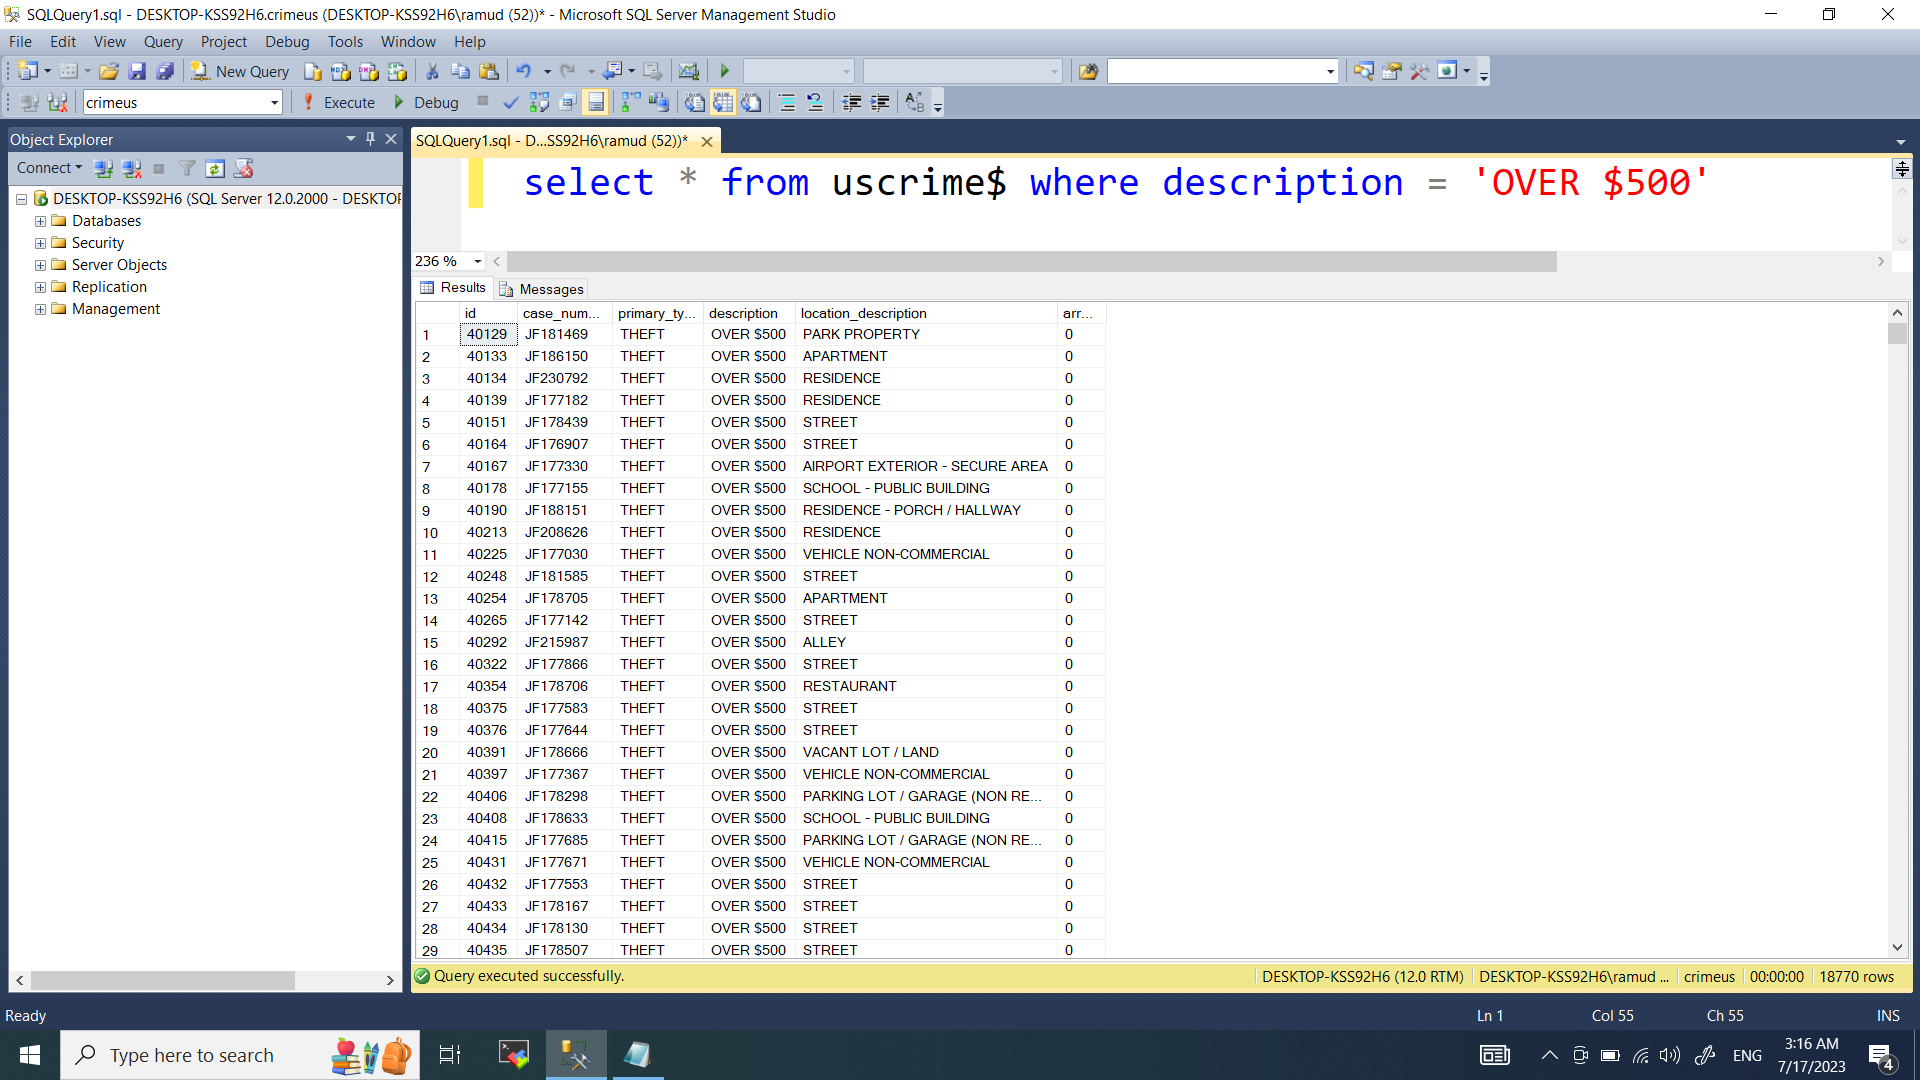 SQLQuery1.sql - DESKTOP-KSS92H6.crimeus (DESKTOP-KSS92H6\ramud (52))* - Microsoft SQL Server Management Studio
File Edit View Query Project Debug Tools Window Help
New Query
crimeus Execute Debug
Object Explorer
SQLQuery1.sql - D...SS92H6\ramud (52))*
Connect
DESKTOP-KSS92H6 (SQL Server 12.0.2000 - DESKTOP
Databases
Security
Server Objects
Replication
Management
select * from uscrime$ where description = 'OVER $500'
236 %
Results Messages
id case_num... primary_ty... description location_description arr...
1 40129 JF181469 THEFT OVER $500 PARK PROPERTY 0
2 40133 JF186150 THEFT OVER $500 APARTMENT 0
3 40134 JF230792 THEFT OVER $500 RESIDENCE 0
4 40139 JF177182 THEFT OVER $500 RESIDENCE 0
5 40151 JF178439 THEFT OVER $500 STREET 0
6 40164 JF176907 THEFT OVER $500 STREET 0
7 40167 JF177330 THEFT OVER $500 AIRPORT EXTERIOR - SECURE AREA 0
8 40178 JF177155 THEFT OVER $500 SCHOOL - PUBLIC BUILDING 0
9 40190 JF188151 THEFT OVER $500 RESIDENCE - PORCH / HALLWAY 0
10 40213 JF208626 THEFT OVER $500 RESIDENCE 0
11 40225 JF177030 THEFT OVER $500 VEHICLE NON-COMMERCIAL 0
12 40248 JF181585 THEFT OVER $500 STREET 0
13 40254 JF178705 THEFT OVER $500 APARTMENT 0
14 40265 JF177142 THEFT OVER $500 STREET 0
15 40292 JF215987 THEFT OVER $500 ALLEY 0
16 40322 JF177866 THEFT OVER $500 STREET 0
17 40354 JF178706 THEFT OVER $500 RESTAURANT 0
18 40375 JF177583 THEFT OVER $500 STREET 0
19 40376 JF177644 THEFT OVER $500 STREET 0
20 40391 JF178666 THEFT OVER $500 VACANT LOT / LAND 0
21 40397 JF177367 THEFT OVER $500 VEHICLE NON-COMMERCIAL 0
22 40406 JF178298 THEFT OVER $500 PARKING LOT / GARAGE (NON RE... 0
23 40408 JF178633 THEFT OVER $500 SCHOOL - PUBLIC BUILDING 0
24 40415 JF177685 THEFT OVER $500 PARKING LOT / GARAGE (NON RE... 0
25 40431 JF177671 THEFT OVER $500 VEHICLE NON-COMMERCIAL 0
26 40432 JF177553 THEFT OVER $500 STREET 0
27 40433 JF178167 THEFT OVER $500 STREET 0
28 40434 JF178130 THEFT OVER $500 STREET 0
29 40435 JF178507 THEFT OVER $500 STREET 0
Query executed successfully. DESKTOP-KSS92H6 (12.0 RTM) DESKTOP-KSS92H6\ramud ... crimeus 00:00:00 18770 rows
Ready Ln 1 Col 55 Ch 55 INS
Type here to search
ENG
3:16 AM
7/17/2023
4